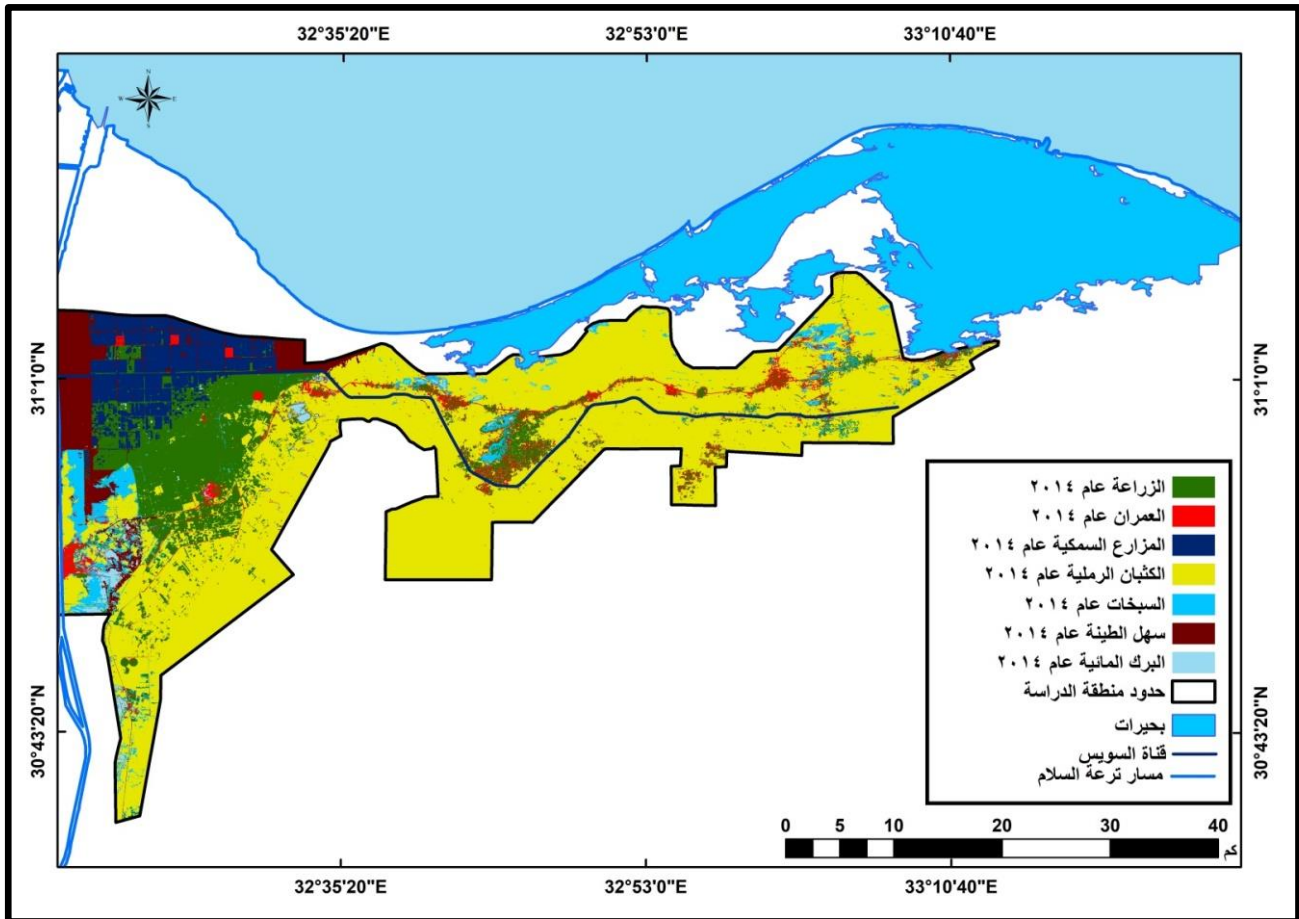 32°35'20"E 32°53'0"E 33°10'40"E
N
W E
S
31°1'0"N 31°1'0"N
الزراعة عام ٢٠١٤
العمران عام ٢٠١٤
المزارع السمكية عام ٢٠١٤
الكثبان الرملية عام ٢٠١٤
السبخات عام ٢٠١٤
سهل الطينة عام ٢٠١٤
البرك المائية عام ٢٠١٤
حدود منطقة الدراسة
بحيرات
قناة السويس
مسار ترعة السلام
30°43'20"N 30°43'20"N
0 5 10 20 30 40
كم
32°35'20"E 32°53'0"E 33°10'40"E